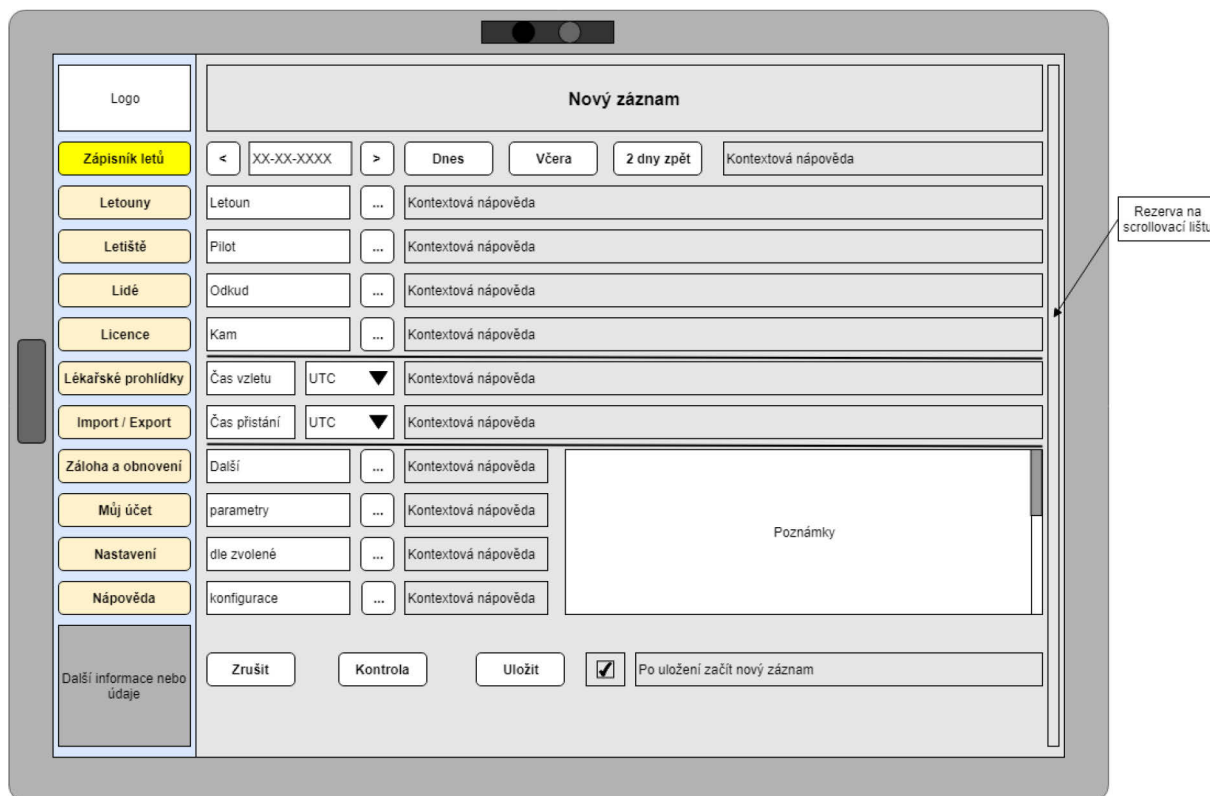 Logo
Nový záznam
Zápisník letů
<
XX-XX-XXXX
>
Dnes
Včera
2 dny zpět
Kontextová nápověda
Letouny
Letoun
...
Kontextová nápověda
Letiště
Pilot
...
Kontextová nápověda
Lidé
Odkud
...
Kontextová nápověda
Licence
Kam
...
Kontextová nápověda
Lékařské prohlídky
Čas vzletu
UTC
Kontextová nápověda
Import / Export
Čas přistání
UTC
Kontextová nápověda
Záloha a obnovení
Další
...
Kontextová nápověda
Můj účet
parametry
...
Kontextová nápověda
Poznámky
Nastavení
dle zvolené
...
Kontextová nápověda
Nápověda
konfigurace
...
Kontextová nápověda
Další informace nebo
údaje
Zrušit
Kontrola
Uložit
Po uložení začít nový záznam
Rezerva na
scrollovací lištu